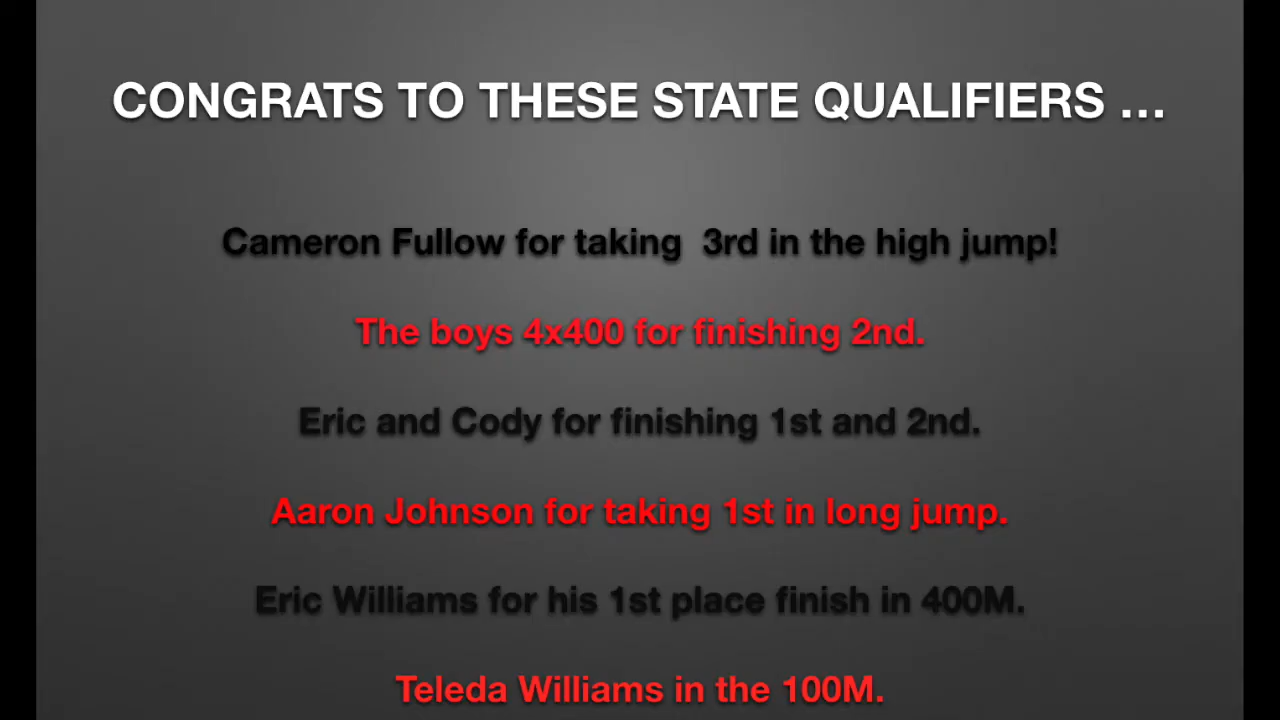 CONGRATS TO THESE STATE QUALIFIERS …
Cameron Fullow for taking  3rd in the high jump!
The boys 4x400 for finishing 2nd.
Eric and Cody for finishing 1st and 2nd.
Aaron Johnson for taking 1st in long jump.
Eric Williams for his 1st place finish in 400M.
Teleda Williams in the 100M.